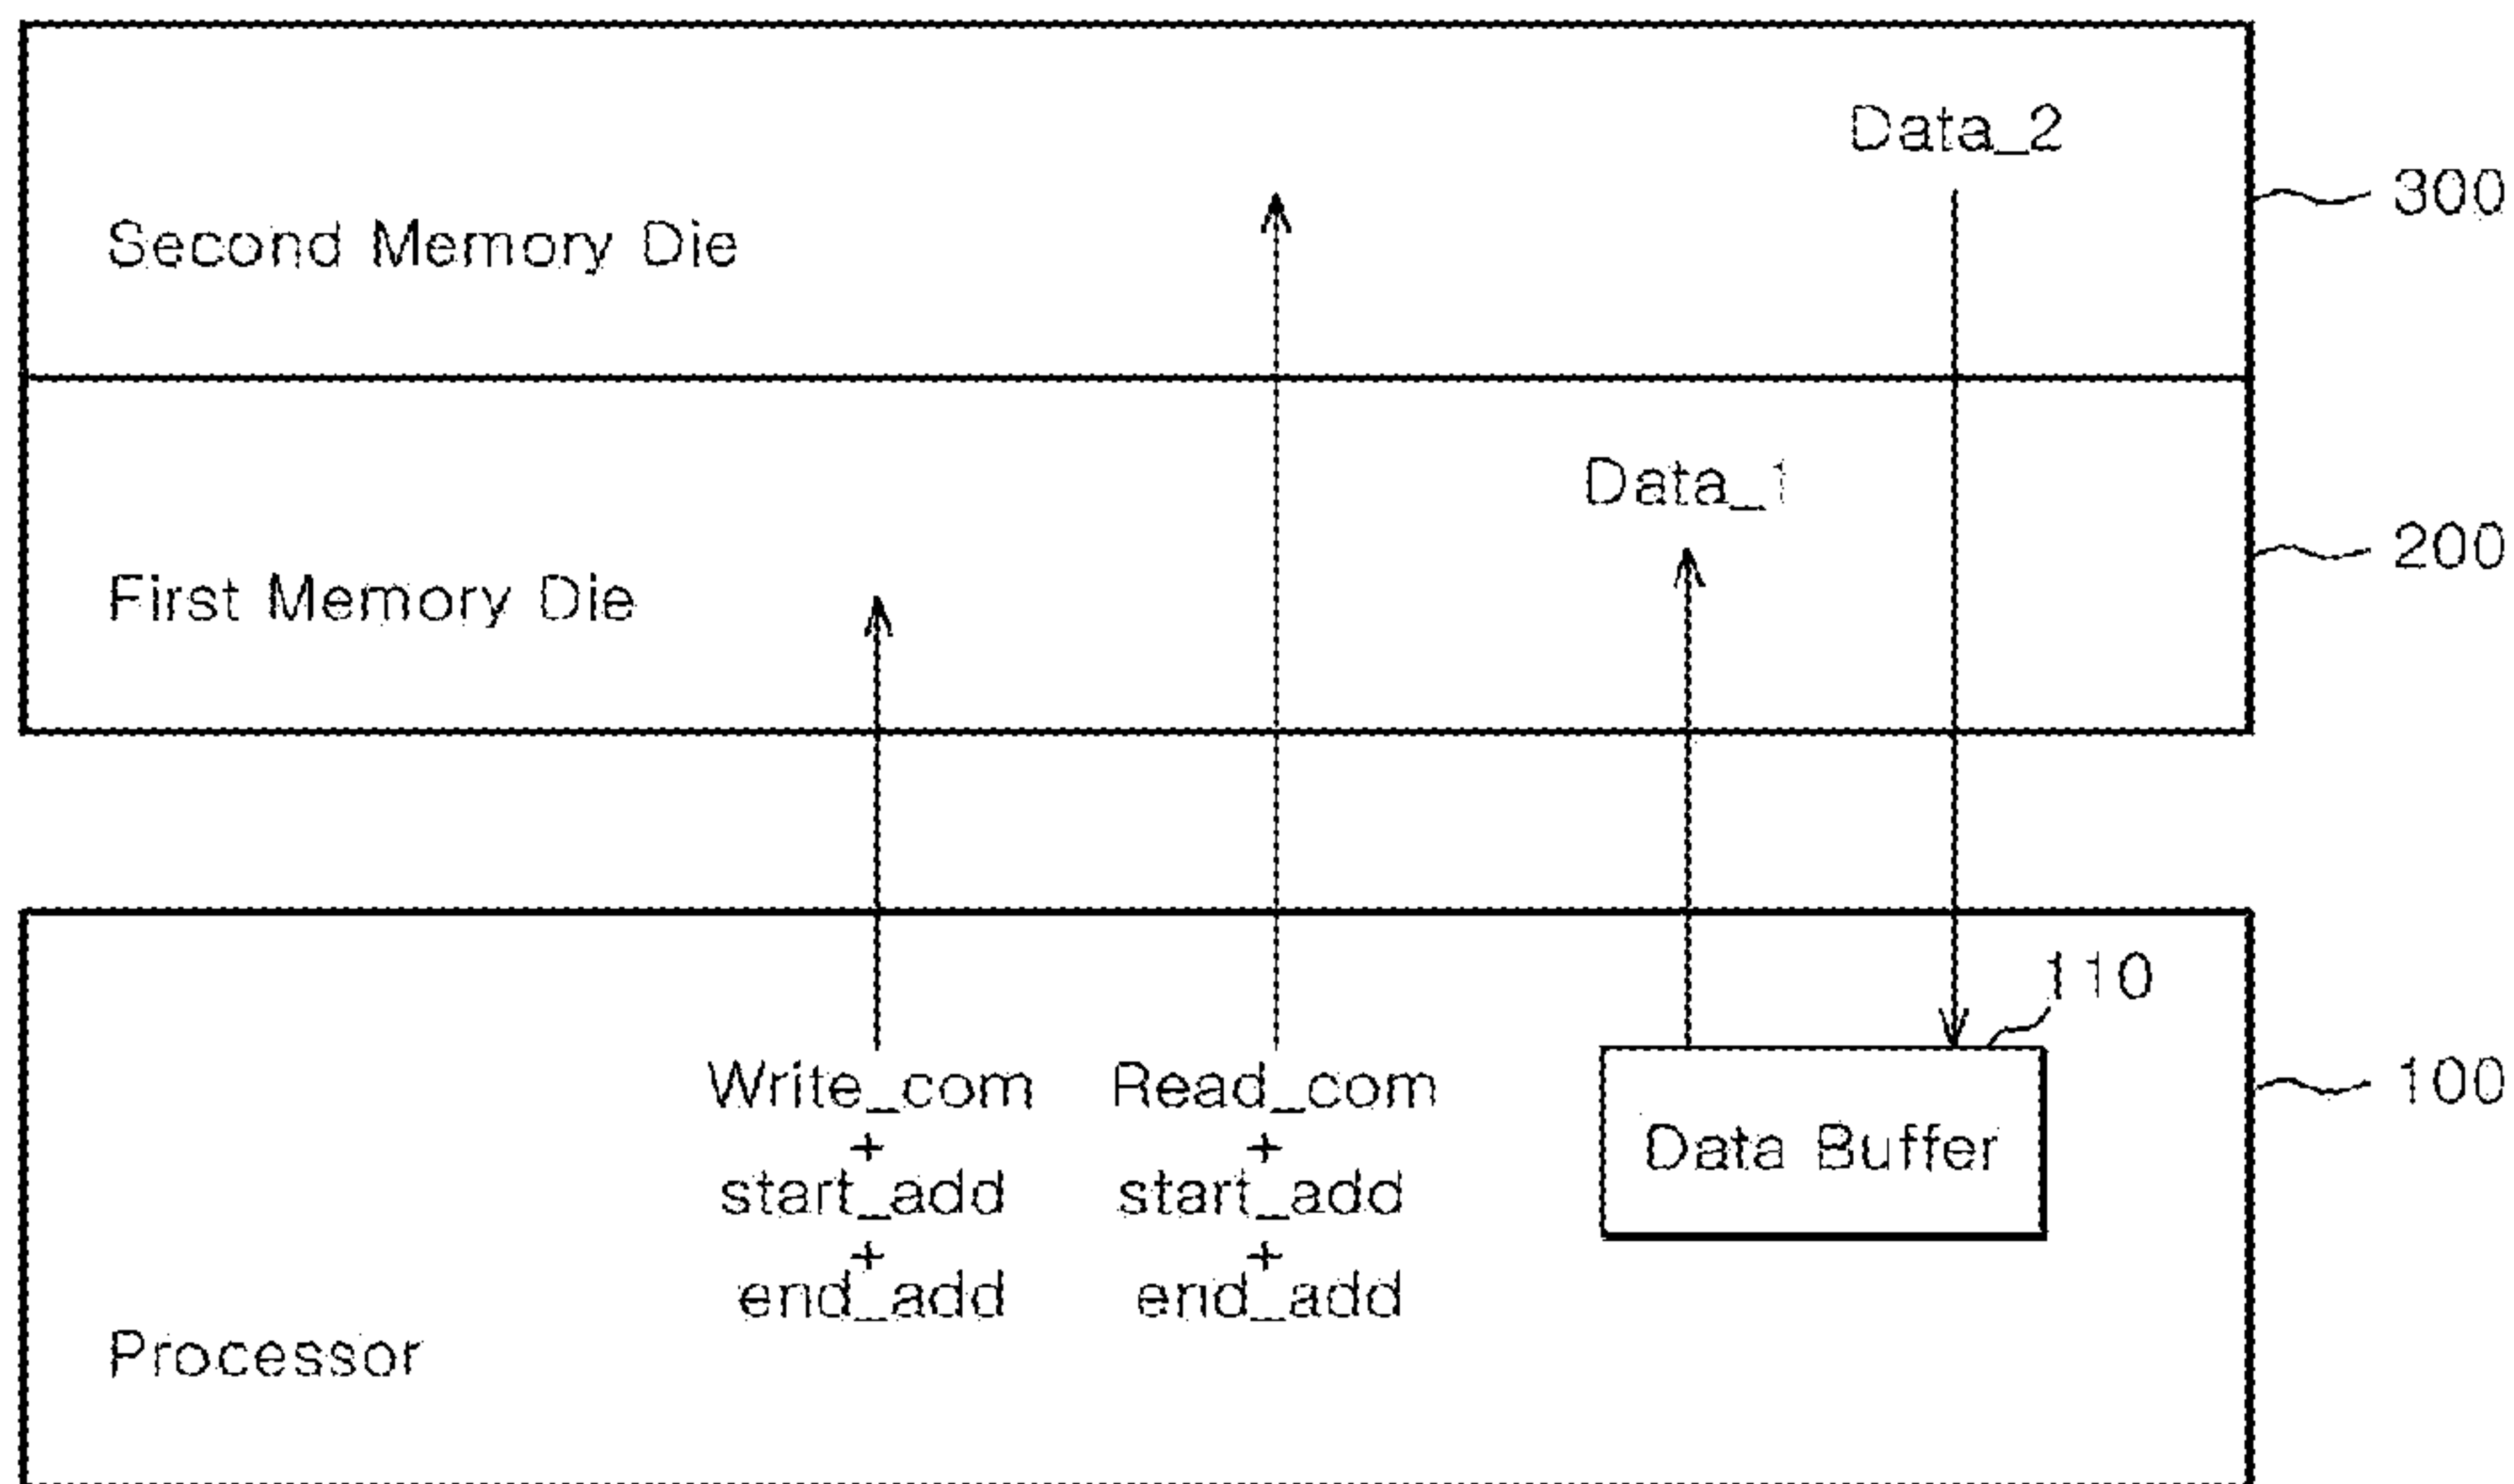 Data_2
300
Second Memory Die
Data_1
200
First Memory Die
110
Write_com
+
start_add
+
end_add
Read_com
+
start_add
+
end_add
Data Buffer
100
Processor